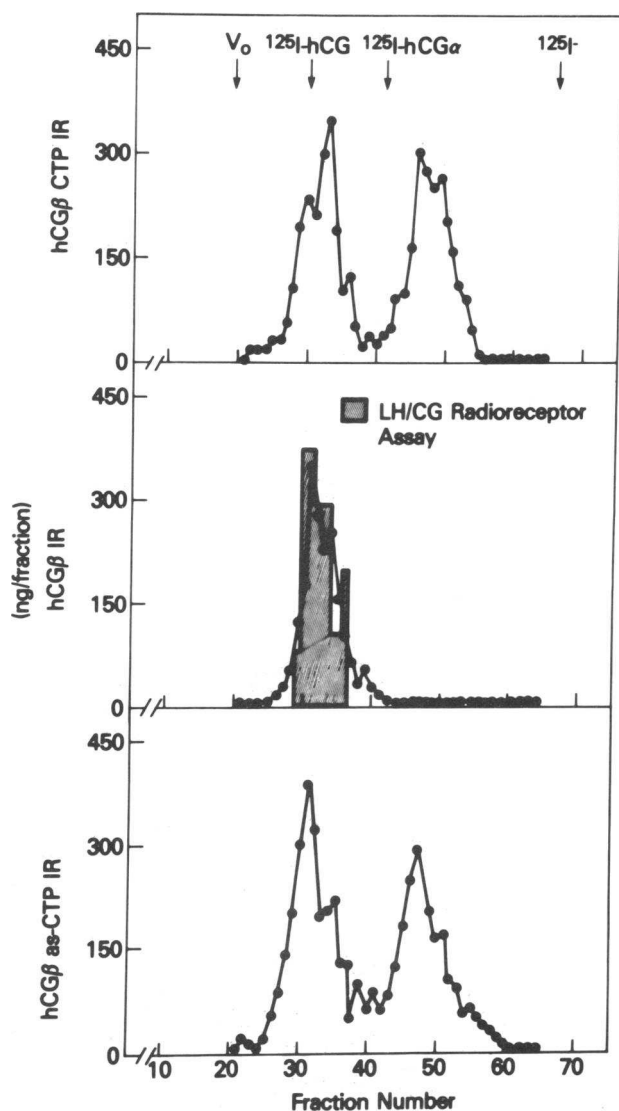 V₀ ¹²⁵I-hCG ¹²⁵I-hCGα ¹²⁵I-
450
300
150
0
hCGβ CTP IR
LH/CG Radioreceptor
Assay
450
300
150
0
(ng/fraction)
hCGβ IR
450
300
150
0
hCGβ as-CTP IR
10 20 30 40 50 60 70
Fraction Number